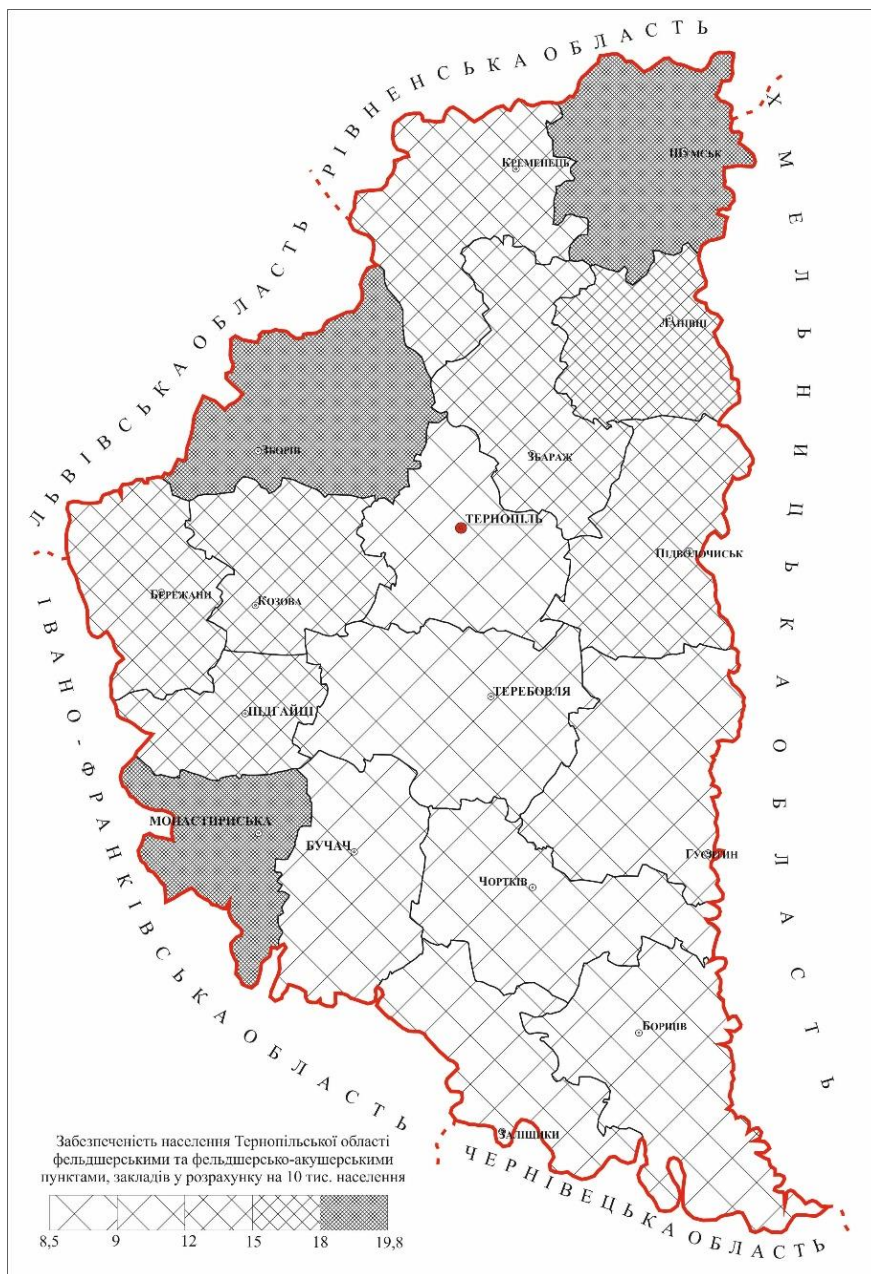 РІВНЕНСЬКА ОБЛАСТЬ
ХМЕЛЬНИЦЬКА ОБЛАСТЬ
ЛЬВІВСЬКА ОБЛАСТЬ
ІВАНО-ФРАНКІВСЬКА ОБЛАСТЬ
ЧЕРНІВЕЦЬКА ОБЛАСТЬ
КРЕМЕНЕЦЬ
ШУМСЬК
ЛАНІВЦІ
ЗБОРІВ
ЗБАРАЖ
ТЕРНОПІЛЬ
ПІДВОЛОЧИСЬК
БЕРЕЖАНИ
КОЗОВА
ТЕРЕБОВЛЯ
ПІДГАЙЦІ
МОНАСТИРИСЬКА
БУЧАЧ
ГУСЯТИН
ЧОРТКІВ
БОРЩІВ
ЗАЛІЩИКИ
Забезпеченість населення Тернопільської області
фельдшерськими та фельдшерсько-акушерськими
пунктами, закладів у розрахунку на 10 тис. населення
8,5 9 12 15 18 19,8